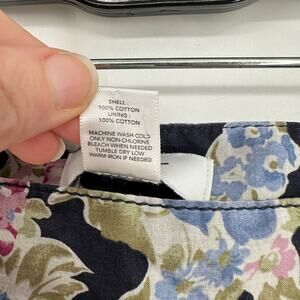 SHELL :
100% COTTON
LINING :
100% COTTON
MACHINE WASH COLD
ONLY NON-CHLORINE
BLEACH WHEN NEEDED
TUMBLE DRY LOW
WARM IRON IF NEEDED